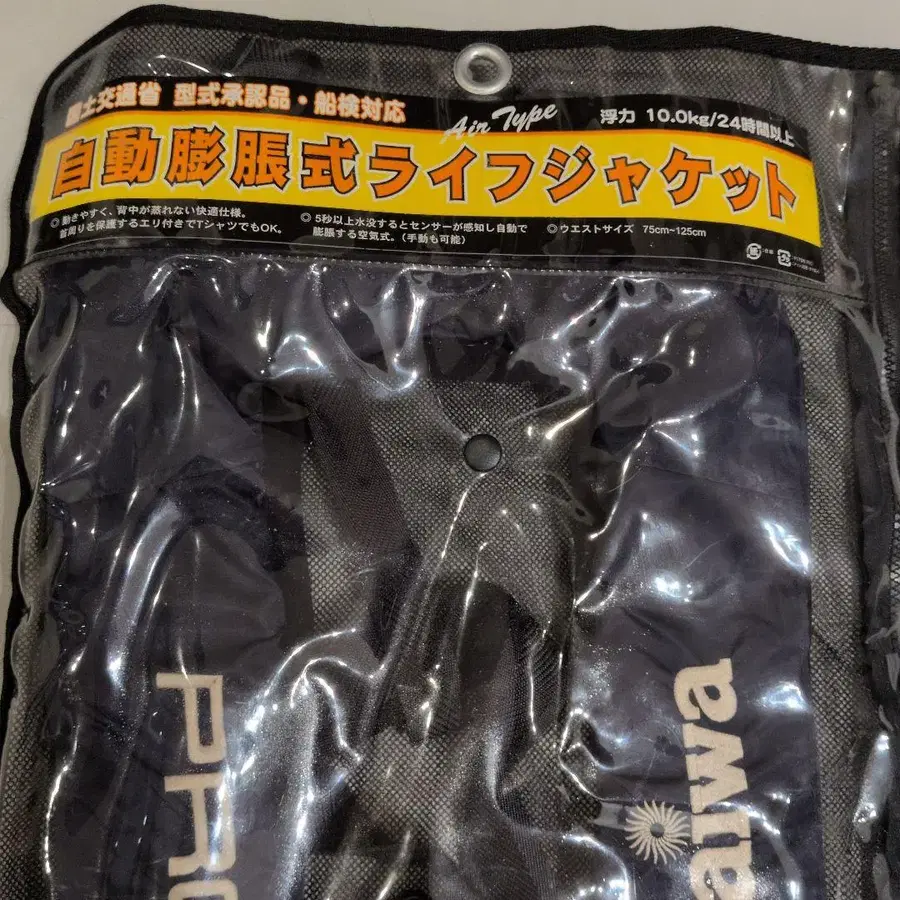 国土交通省 型式承認品・船検対応
Air Type
浮力 10.0kg/24時間以上
自動膨脹式ライフジャケット
◎動きやすく、背中が蒸れない快適仕様。
首周りを保護するエリ付きでTシャツでもOK。
◎5秒以上水没するとセンサーが感知し自動で
膨脹する空気式。(手動も可能)
◎ウエストサイズ 75cm~125cm
PRO
aiwa